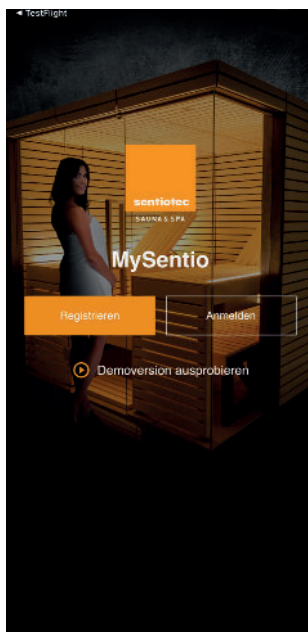 ◀ TestFlight
sentiotec
SAUNA & SPA
MySentio
Registrieren
Anmelden
Demoversion ausprobieren